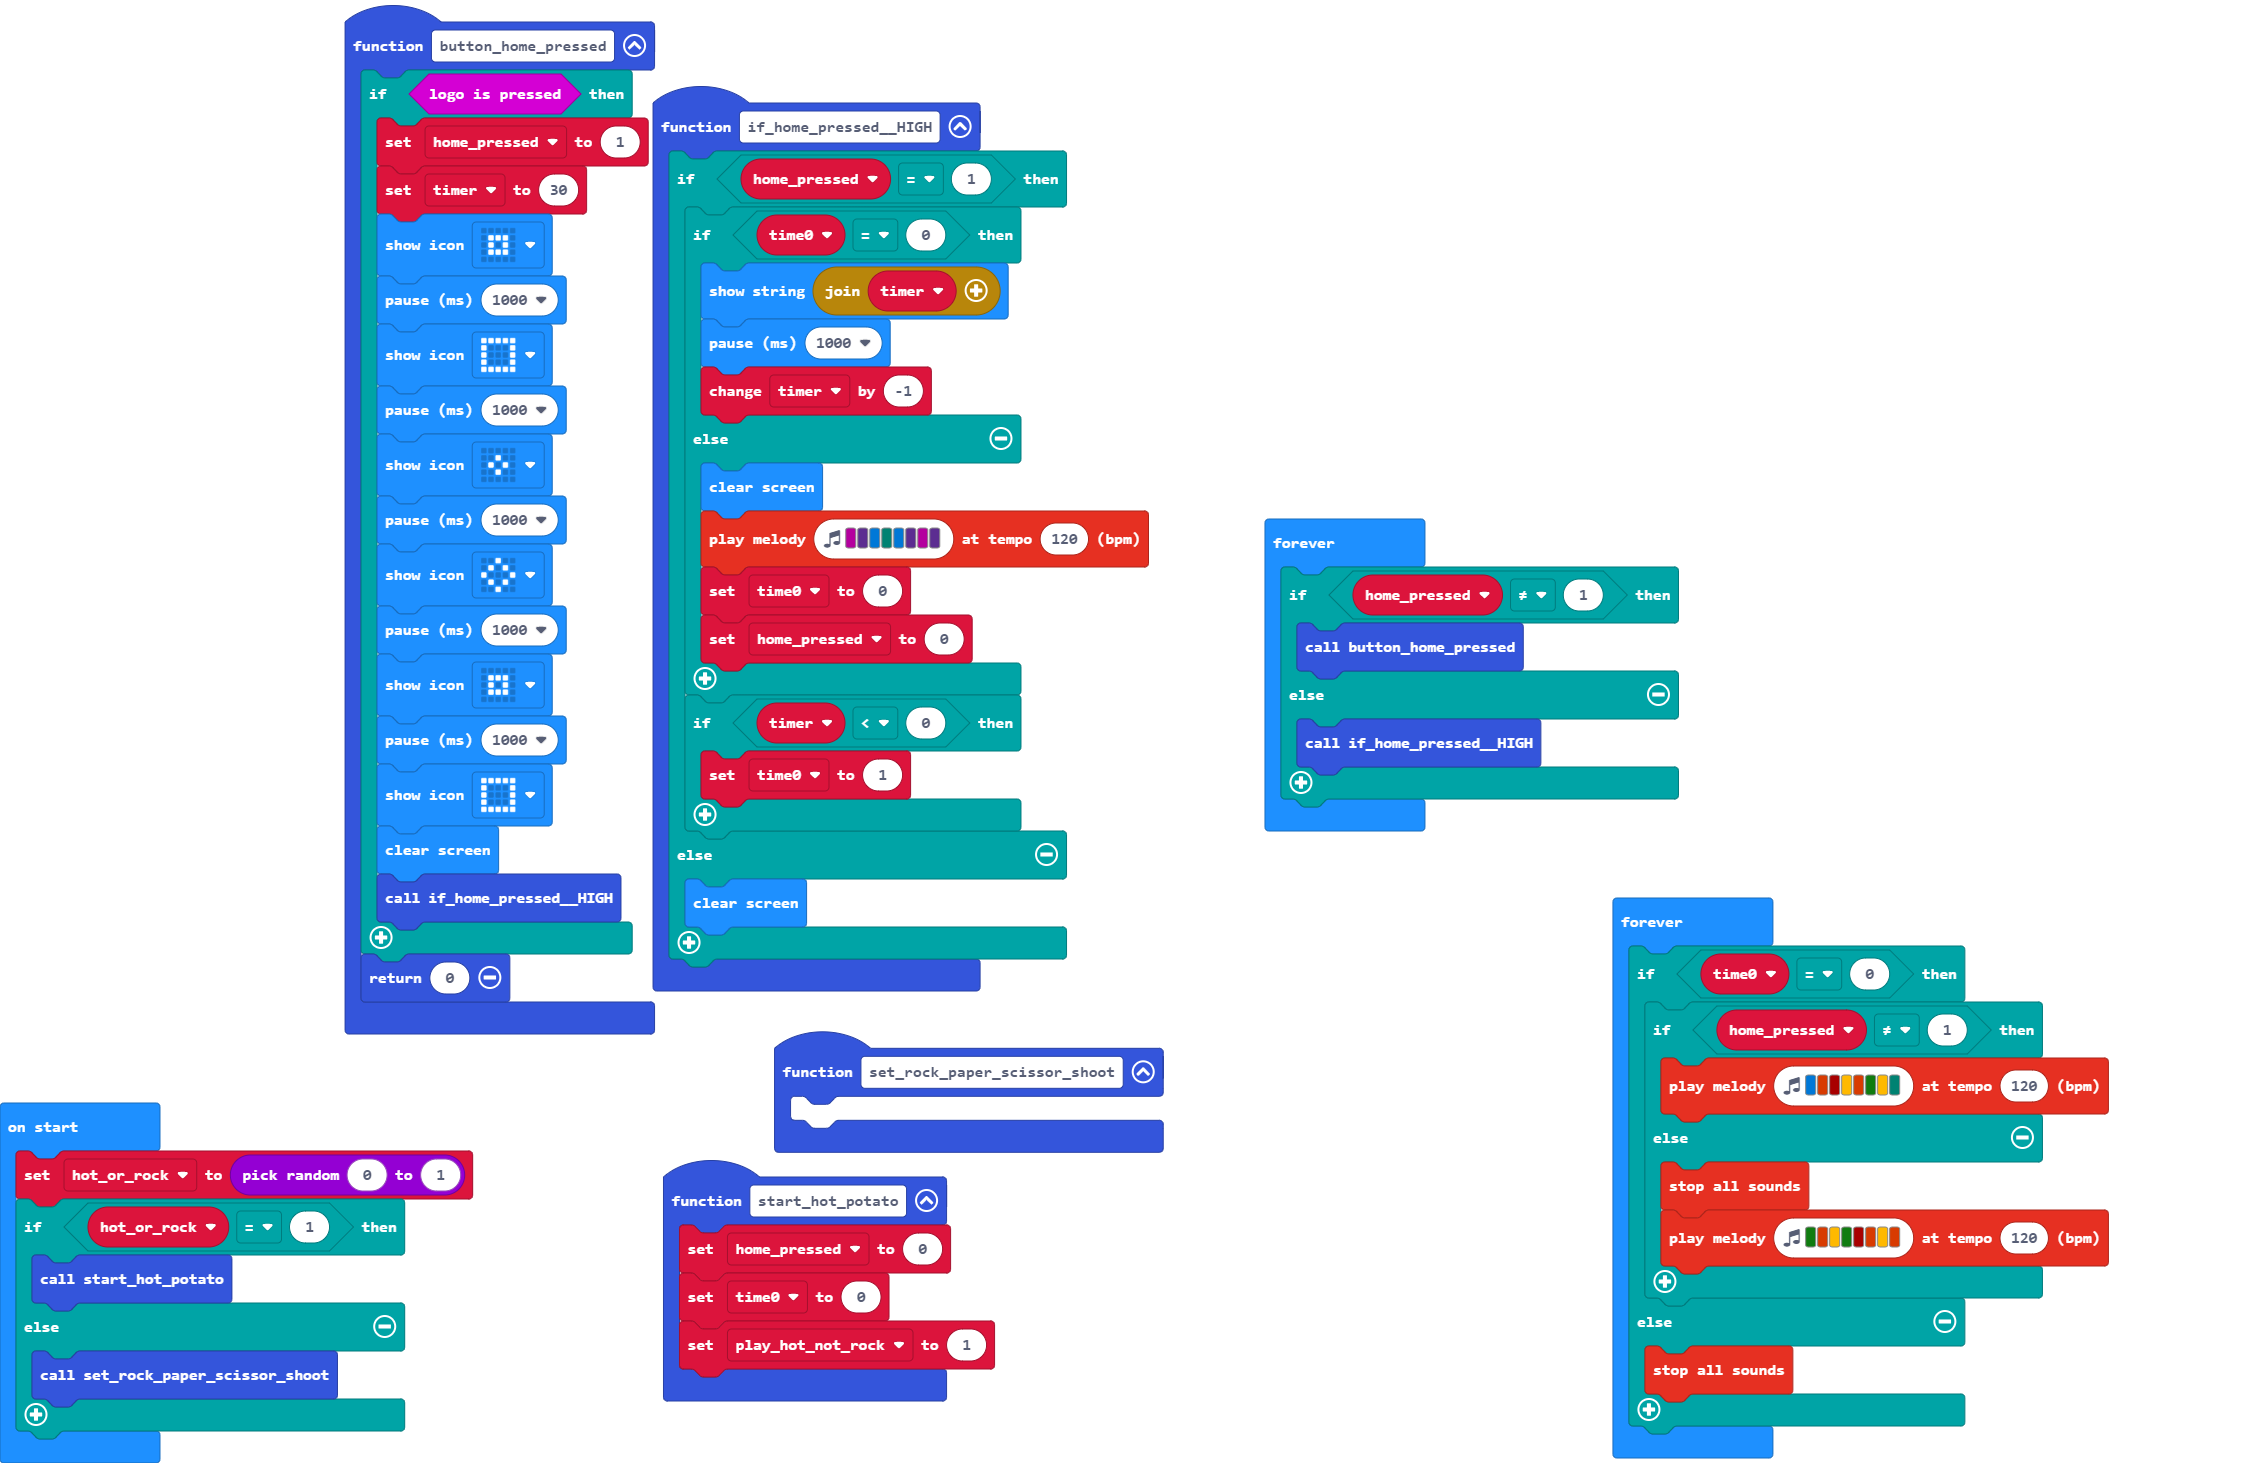 function button_home_pressed
if logo is pressed then
set home_pressed to 1
set timer to 30
show icon
pause (ms) 1000
show icon
pause (ms) 1000
show icon
pause (ms) 1000
show icon
pause (ms) 1000
show icon
pause (ms) 1000
show icon
clear screen
call if_home_pressed__HIGH
return 0
function if_home_pressed__HIGH
if home_pressed = 1 then
if time0 = 0 then
show string join timer
pause (ms) 1000
change timer by -1
else
clear screen
play melody at tempo 120 (bpm)
set time0 to 0
set home_pressed to 0
if timer < 0 then
set time0 to 1
else
clear screen
forever
if home_pressed ≠ 1 then
call button_home_pressed
else
call if_home_pressed__HIGH
forever
if time0 = 0 then
if home_pressed ≠ 1 then
play melody at tempo 120 (bpm)
else
stop all sounds
play melody at tempo 120 (bpm)
else
stop all sounds
function set_rock_paper_scissor_shoot
function start_hot_potato
set home_pressed to 0
set time0 to 0
set play_hot_not_rock to 1
on start
set hot_or_rock to pick random 0 to 1
if hot_or_rock = 1 then
call start_hot_potato
else
call set_rock_paper_scissor_shoot